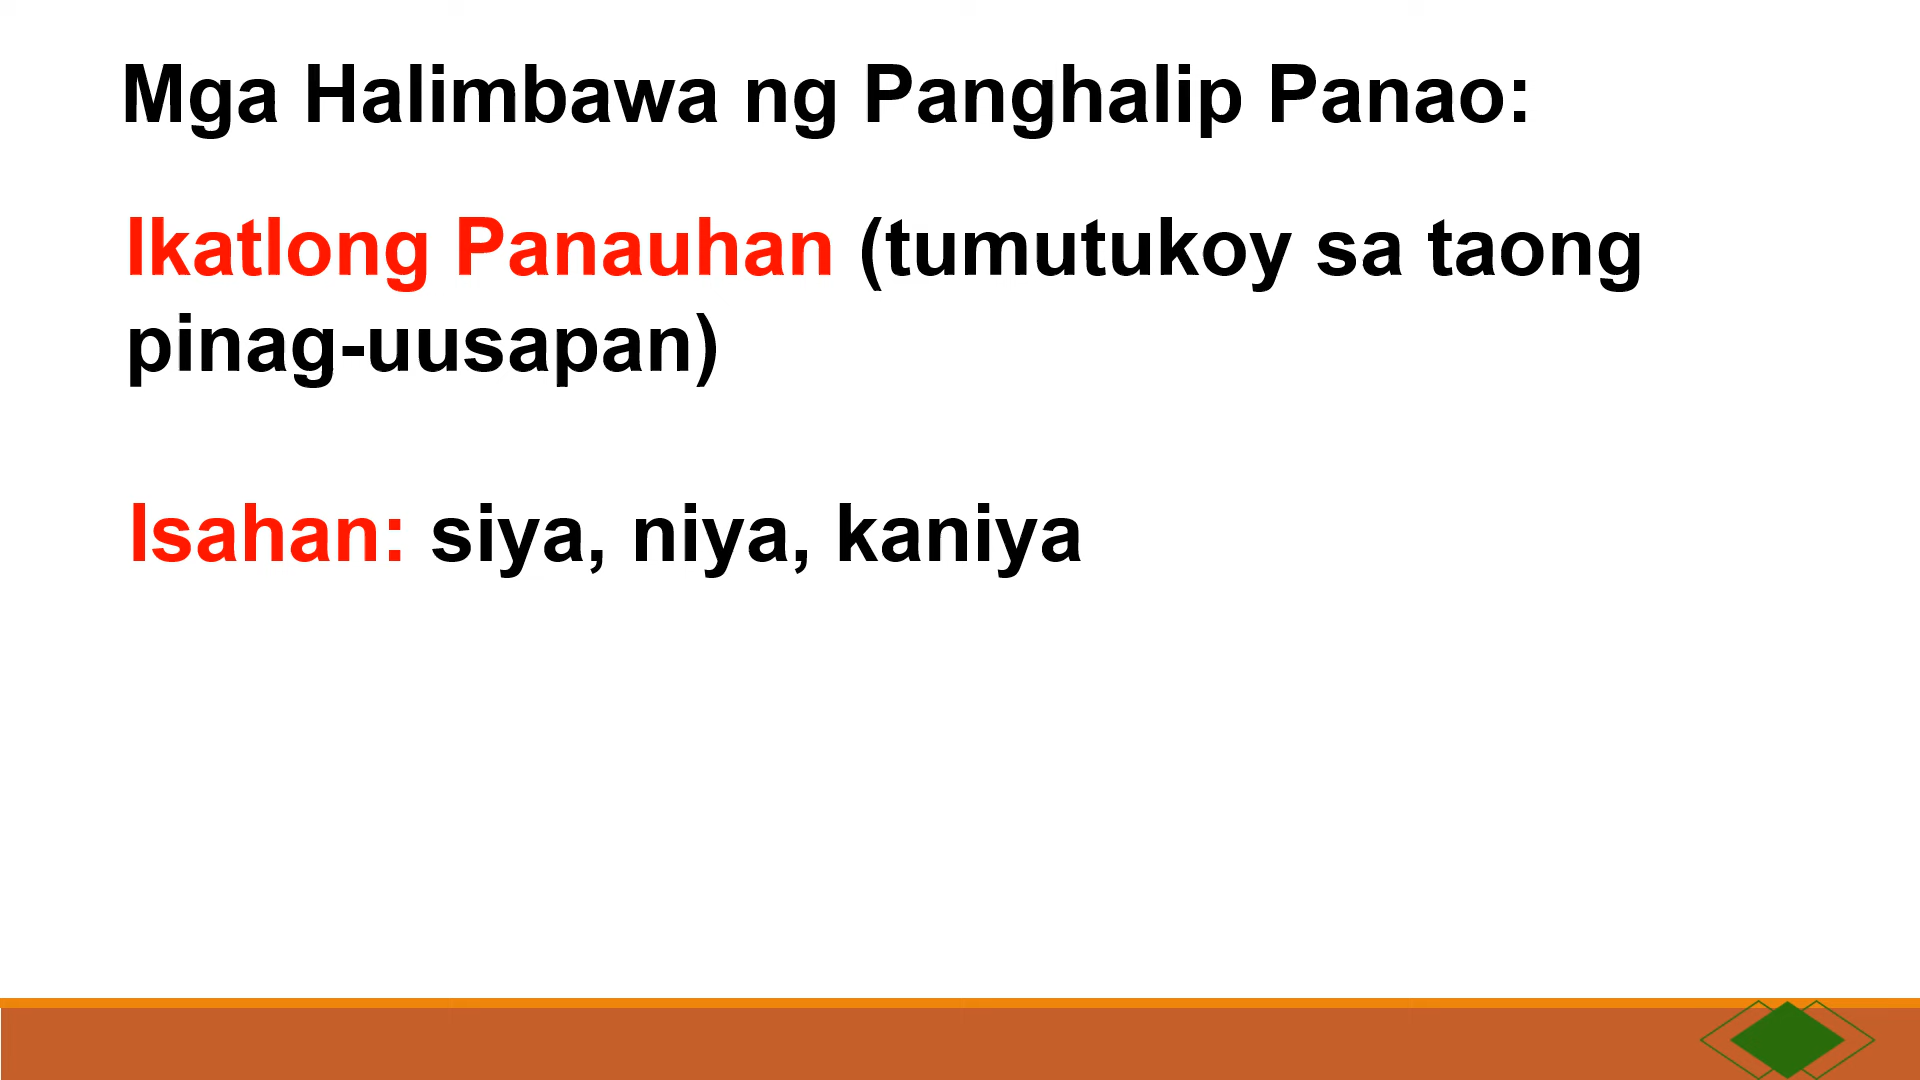 Mga Halimbawa ng Panghalip Panao:
Ikatlong Panauhan (tumutukoy sa taong
pinag-uusapan)
Isahan: siya, niya, kaniya